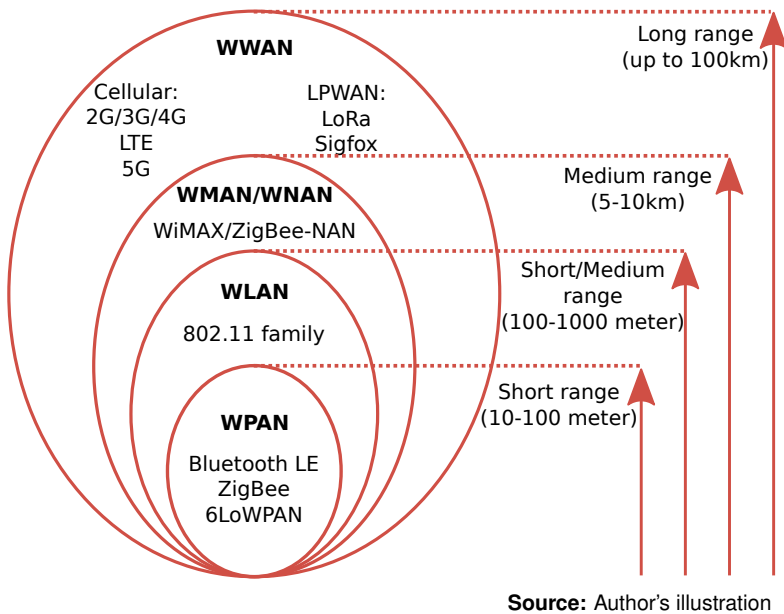 WWAN
Cellular:
2G/3G/4G
LTE
5G
LPWAN:
LoRa
Sigfox
WMAN/WNAN
WiMAX/ZigBee-NAN
WLAN
802.11 family
WPAN
Bluetooth LE
ZigBee
6LoWPAN
Long range
(up to 100km)
Medium range
(5-10km)
Short/Medium
range
(100-1000 meter)
Short range
(10-100 meter)
Source: Author's illustration